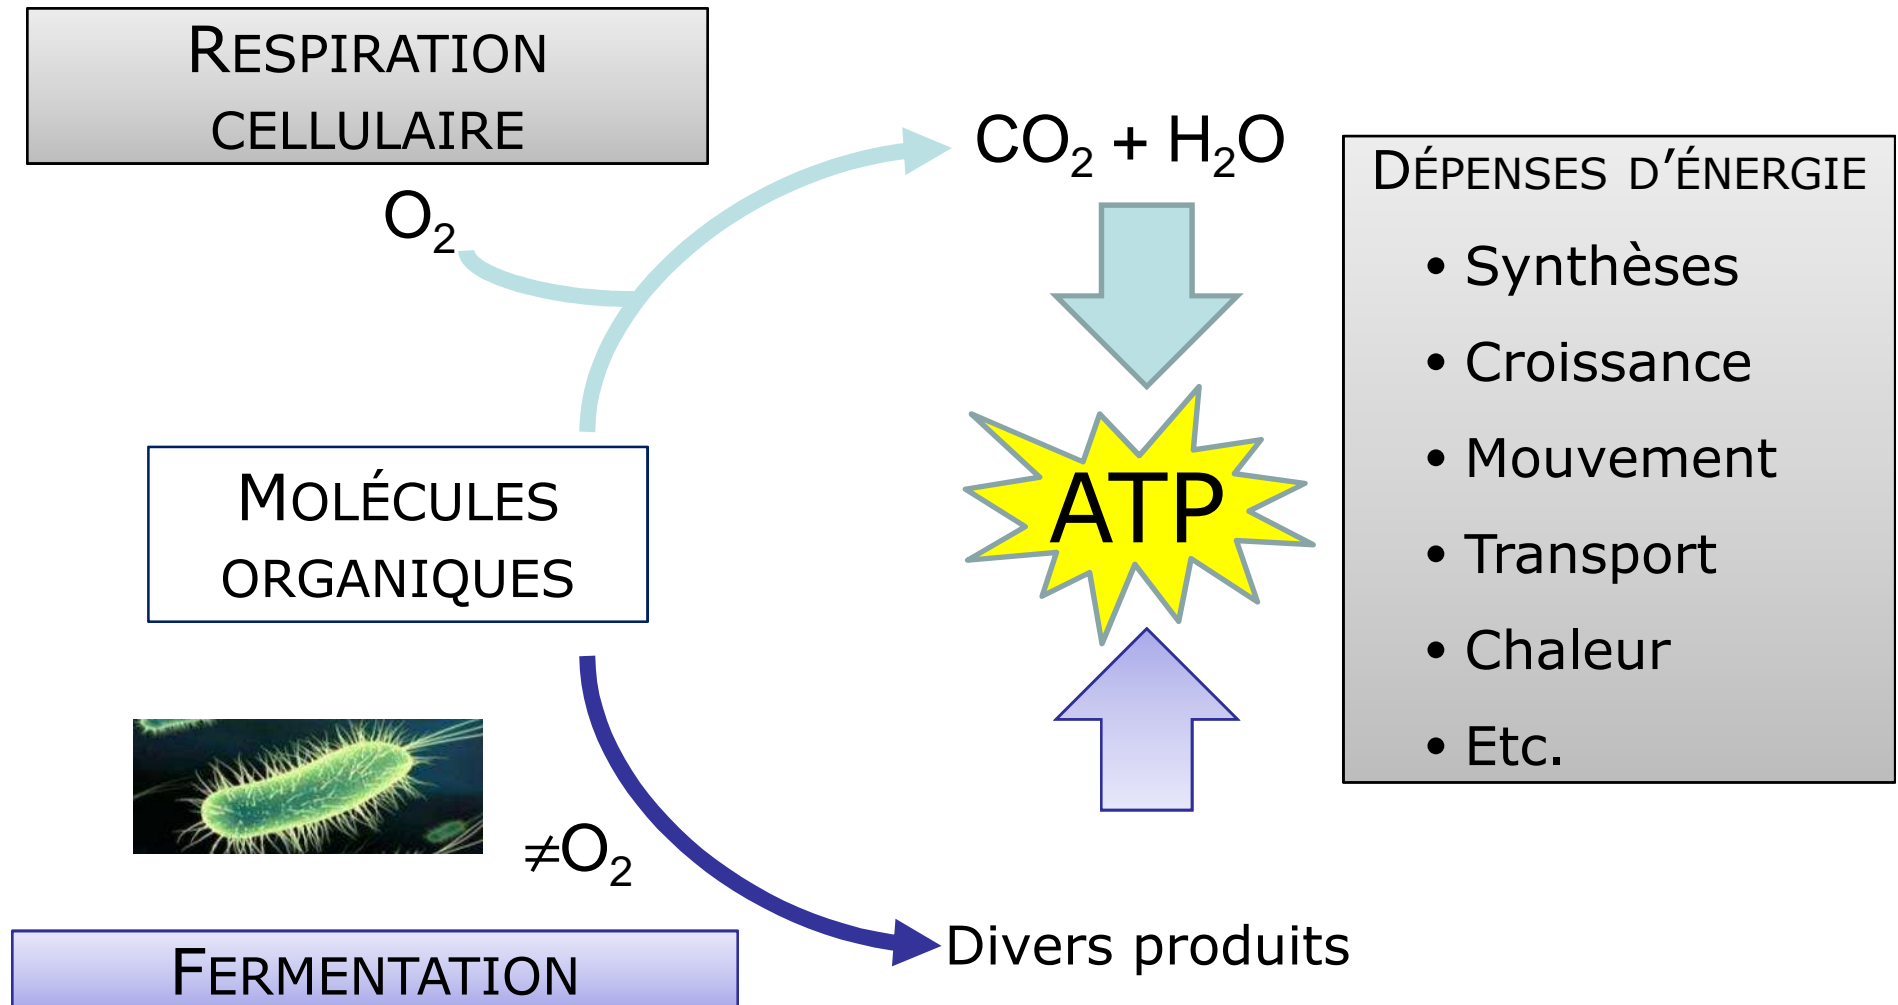 RESPIRATION
CELLULAIRE
O₂
CO₂ + H₂O
MOLÉCULES
ORGANIQUES
ATP
≠O₂
FERMENTATION
Divers produits
DÉPENSES D’ÉNERGIE
• Synthèses
• Croissance
• Mouvement
• Transport
• Chaleur
• Etc.